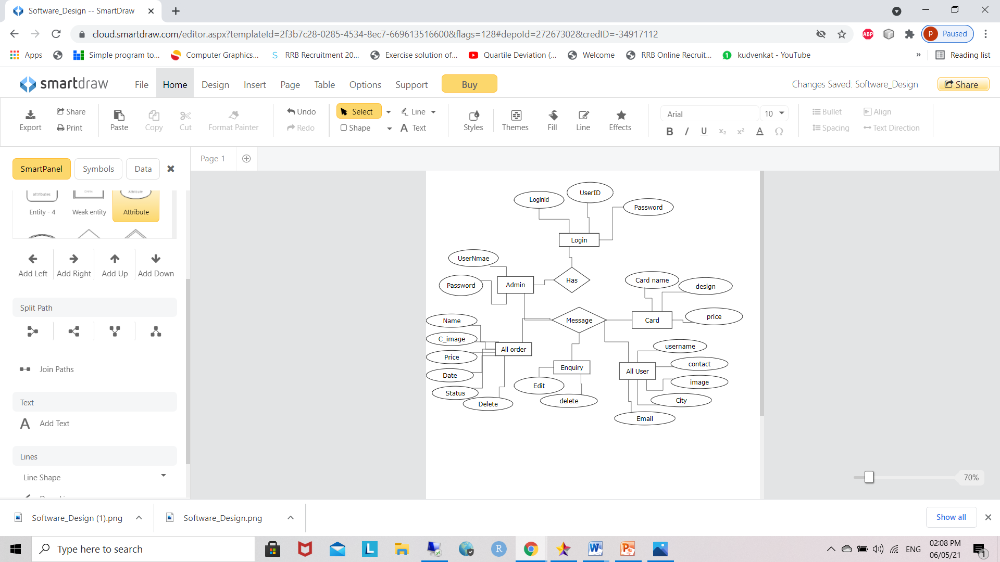 Software_Design -- SmartDraw
cloud.smartdraw.com/editor.aspx?templateId=2f3b7c28-0285-4534-8ec7-669613516600&flags=128#depoId=27267302&credID=-34917112
ABP
P Paused
Apps
Simple program to...
Computer Graphics...
S RRB Recruitment 20...
Exercise solution of...
Quartile Deviation (...
Welcome
RRB Online Recruit...
1 kudvenkat - YouTube
» Reading list
smartdraw
File Home Design Insert Page Table Options Support Buy
Changes Saved: Software_Design
Share
Export
Share
Print
Paste
Copy
Cut
Format Painter
Undo
Redo
Select
Line
Shape
A Text
Styles
Themes
Fill
Line
Effects
Arial 10
B I U x₂ x² A Ω
Bullet
Align
Spacing
Text Direction
SmartPanel Symbols Data
Page 1
attributes
Entity
Attribute
Entity - 4
Weak entity
Attribute
Add Left
Add Right
Add Up
Add Down
Split Path
Join Paths
Text
A Add Text
Lines
Line Shape
Loginid
UserID
Password
Login
UserNmae
Password
Admin
Has
Card name
design
Name
Message
Card
price
C_image
All order
username
Price
contact
Date
Enquiry
All User
image
Status
Edit
City
Delete
delete
Email
70%
Software_Design (1).png
Software_Design.png
Show all
Type here to search
L
R
W
P
ENG
02:08 PM
06/05/21
1